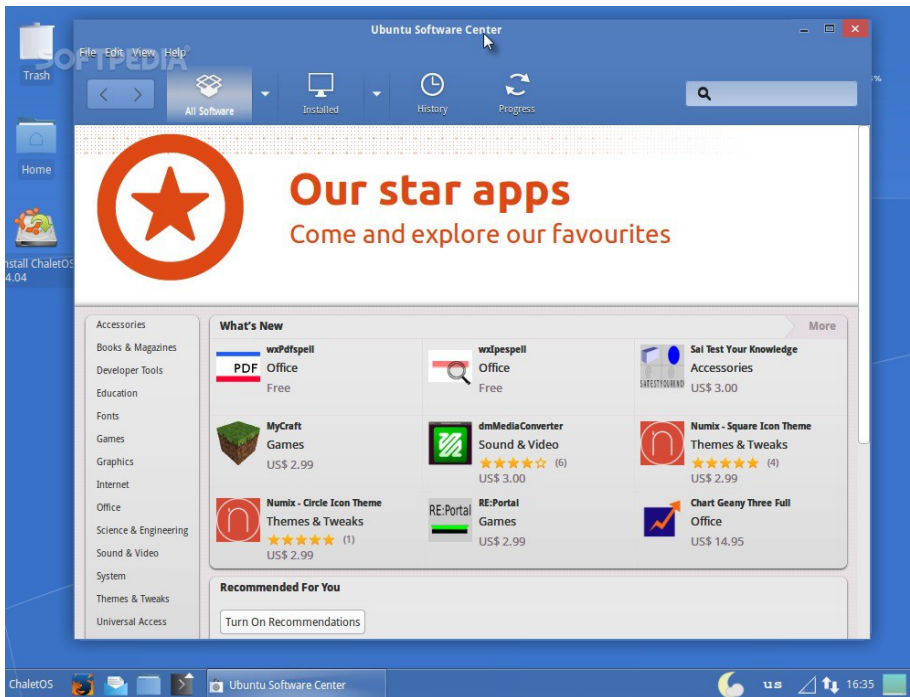 Ubuntu Software Center
File Edit View Help
SOFTPEDIA
Trash
All Software
Installed
History
Progress
%
Home
Our star apps
Come and explore our favourites
nstall ChaletOS
4.04
Accessories
Books & Magazines
Developer Tools
Education
Fonts
Games
Graphics
Internet
Office
Science & Engineering
Sound & Video
System
Themes & Tweaks
Universal Access
What's New
More
wxPdfspell
PDF Office
Free
wxIpespell
Office
Free
Sai Test Your Knowledge
Accessories
US$ 3.00
MyCraft
Games
US$ 2.99
dmMediaConverter
Sound & Video
(6)
US$ 3.00
Numix - Square Icon Theme
Themes & Tweaks
(4)
US$ 2.99
Numix - Circle Icon Theme
Themes & Tweaks
(1)
US$ 2.99
RE:Portal
RE:Portal
Games
US$ 2.99
Chart Geany Three Full
Office
US$ 14.95
Recommended For You
Turn On Recommendations
ChaletOS
Ubuntu Software Center
us
16:35